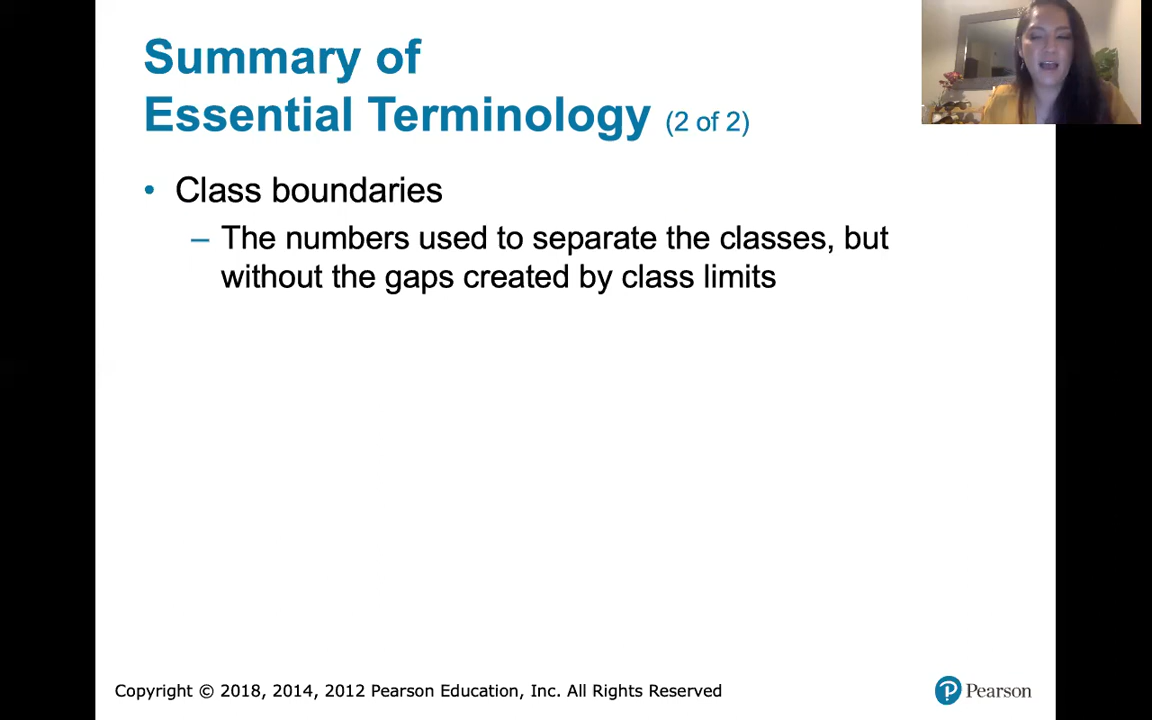 Summary of
Essential Terminology (2 of 2)
• Class boundaries
– The numbers used to separate the classes, but
without the gaps created by class limits
Copyright © 2018, 2014, 2012 Pearson Education, Inc. All Rights Reserved
P Pearson